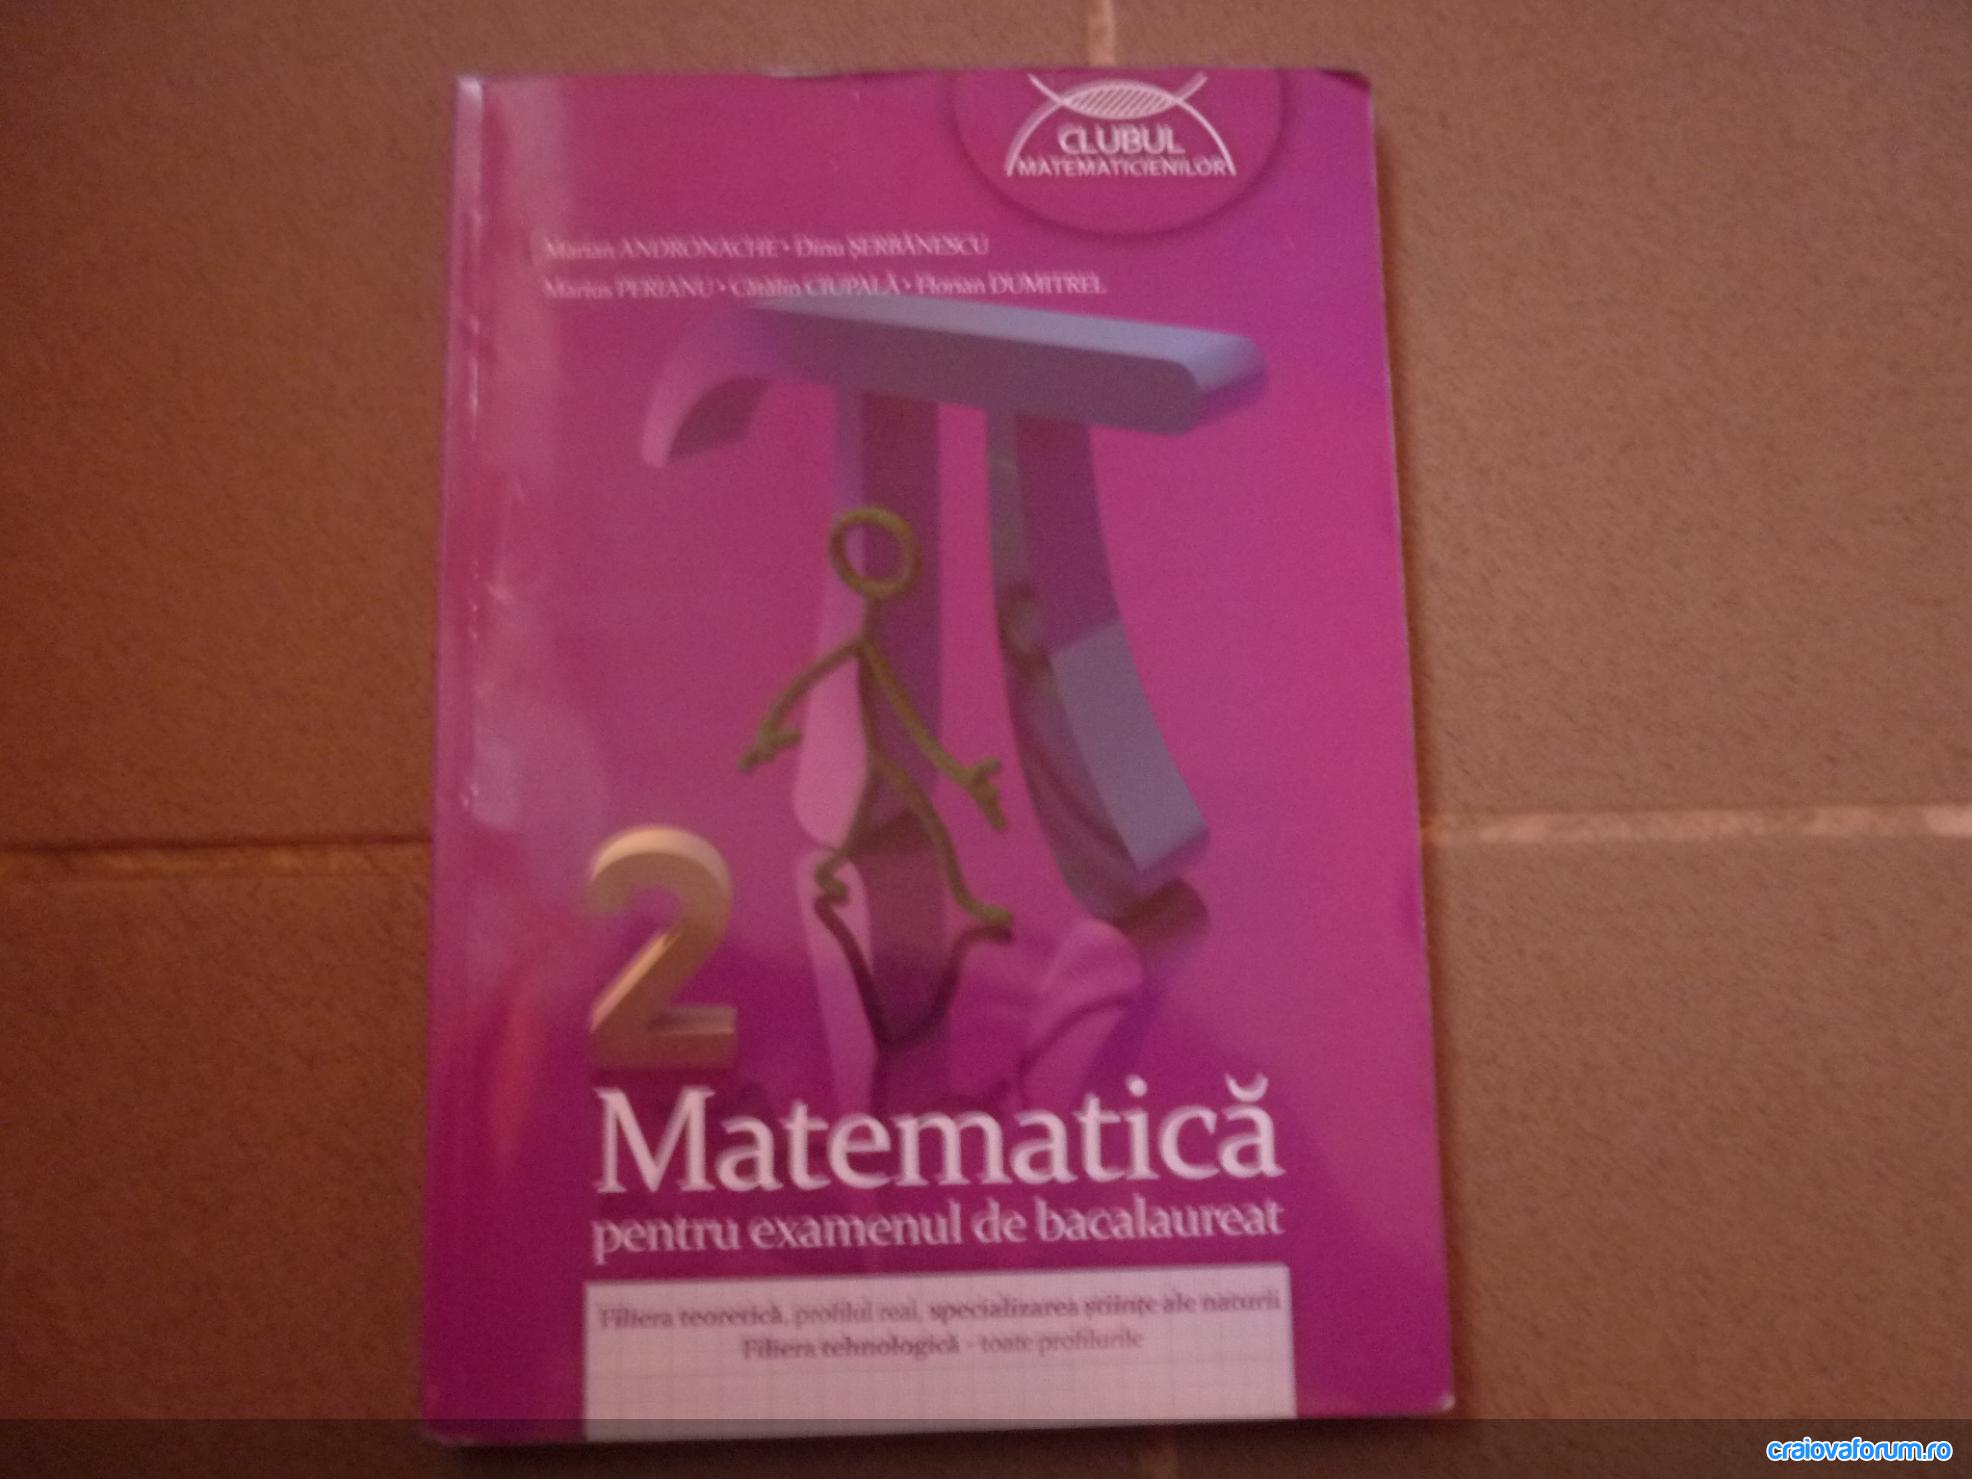 CLUBUL
MATEMATICIENILOR
Marian ANDRONACHE • Dinu ȘERBĂNESCU
Marius PERIANU • Cătălin CIUPALĂ • Florian DUMITREL
2
Matematică
pentru examenul de bacalaureat
Filiera teorerică, profilul real, specializarea științe ale naturii
Filiera tehnologică - toate profilurile
craiovaforum.ro